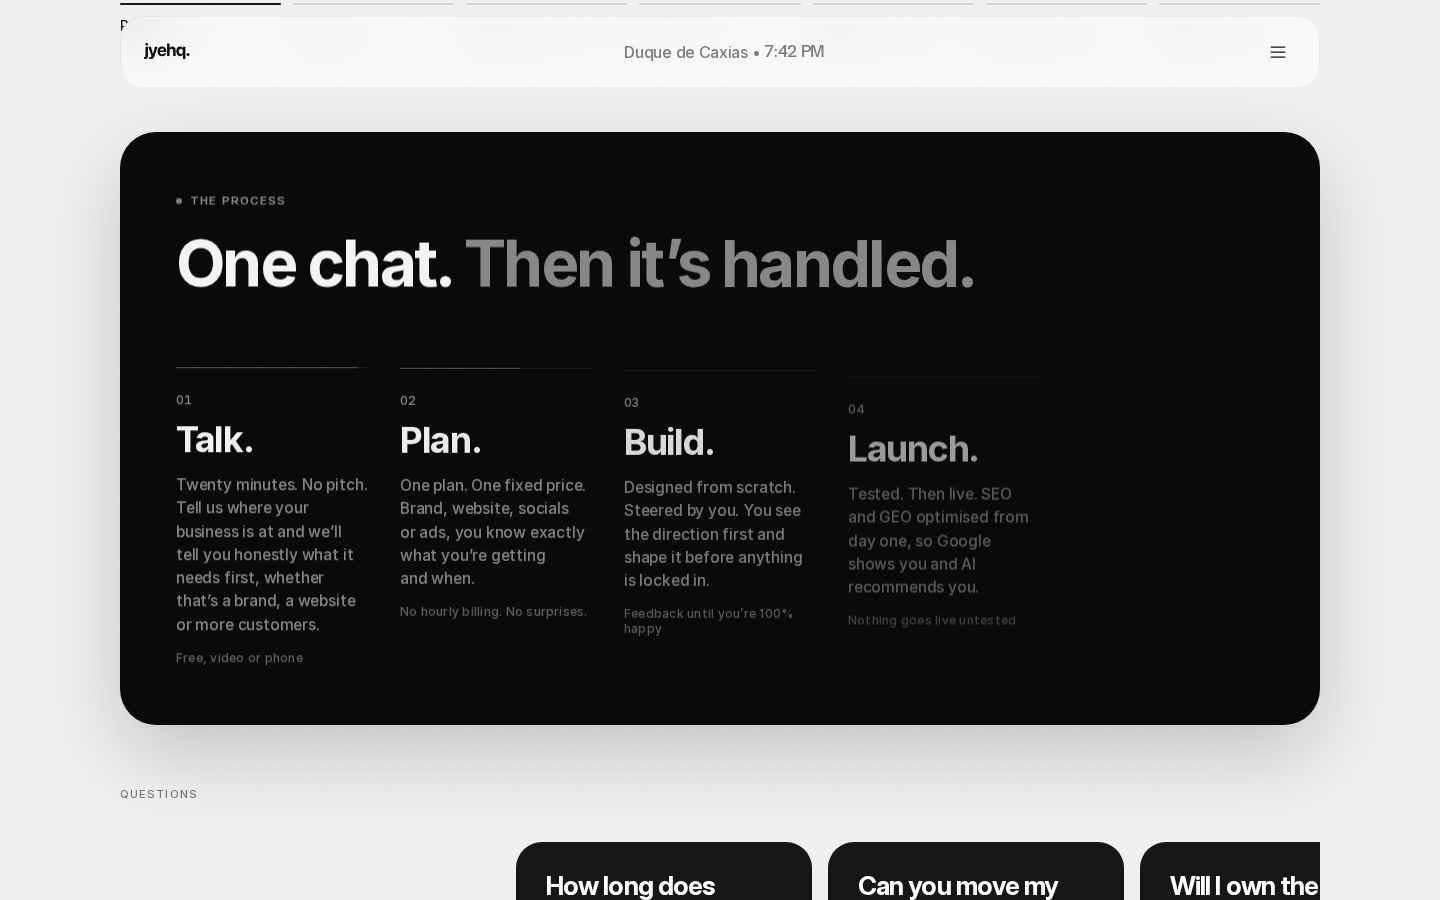 jyehq.
Duque de Caxias • 7:42 PM
THE PROCESS
One chat. Then it’s handled.
01
Talk.
Twenty minutes. No pitch.
Tell us where your
business is at and we’ll
tell you honestly what it
needs first, whether
that’s a brand, a website
or more customers.
Free, video or phone
02
Plan.
One plan. One fixed price.
Brand, website, socials
or ads, you know exactly
what you’re getting
and when.
No hourly billing. No surprises.
03
Build.
Designed from scratch.
Steered by you. You see
the direction first and
shape it before anything
is locked in.
Feedback until you’re 100%
happy
04
Launch.
Tested. Then live. SEO
and GEO optimised from
day one, so Google
shows you and AI
recommends you.
Nothing goes live untested
QUESTIONS
How long does
Can you move my
Will I own the